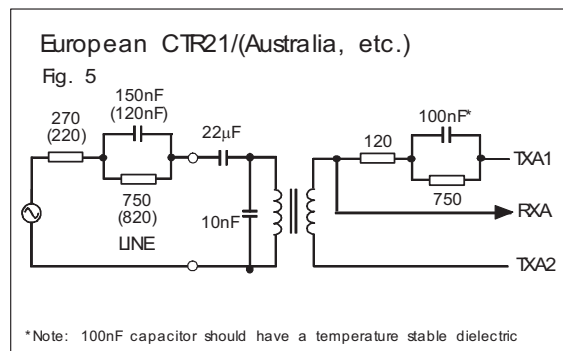 European CTR21/(Australia, etc.)
Fig. 5
150nF
(120nF)
270
(220)
22µF
100nF*
120
TXA1
750
(820)
10nF
750
RXA
LINE
TXA2
*Note: 100nF capacitor should have a temperature stable dielectric